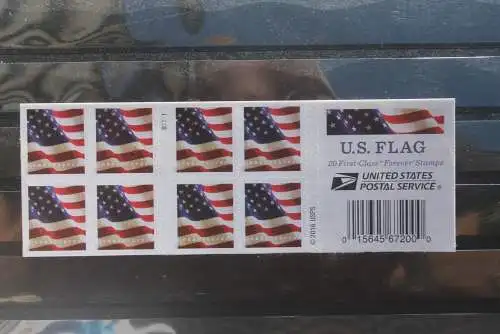 U.S. FLAG
20 First-Class "Forever" Stamps
UNITED STATES
POSTAL SERVICE®
© 2016 USPS
0 15645 67200 0